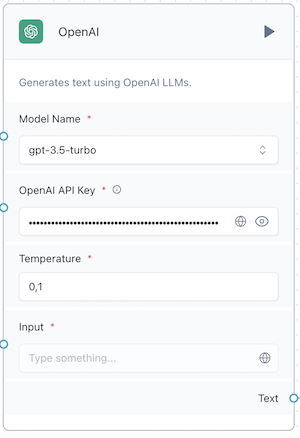 OpenAI
Generates text using OpenAI LLMs.
Model Name *
gpt-3.5-turbo
OpenAI API Key *
Temperature *
0,1
Input *
Type something...
Text